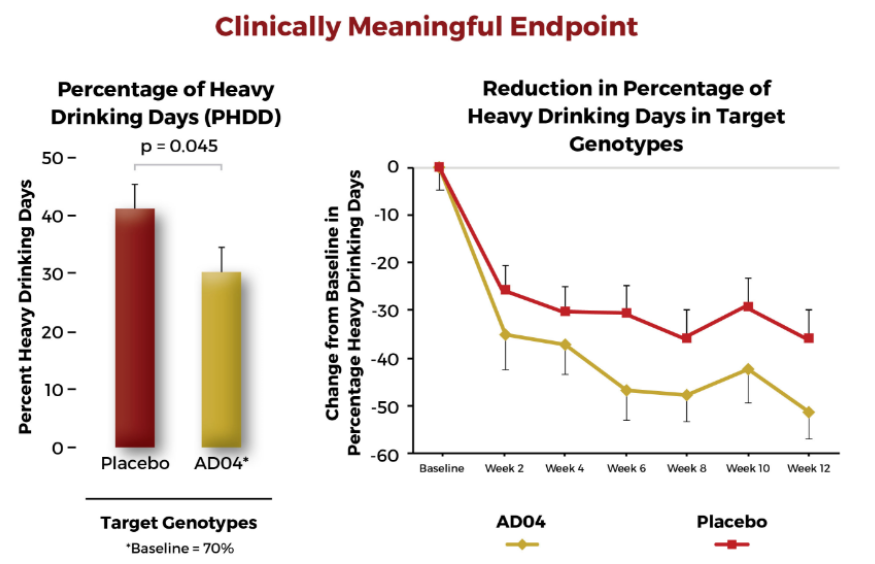 Clinically Meaningful Endpoint
Percentage of Heavy
Drinking Days (PHDD)
p = 0.045
Percent Heavy Drinking Days
50
40
30
20
10
0
Placebo
AD04*
Target Genotypes
*Baseline = 70%
Reduction in Percentage of
Heavy Drinking Days in Target
Genotypes
Change from Baseline in
Percentage Heavy Drinking Days
0
-10
-20
-30
-40
-50
-60
Baseline
Week 2
Week 4
Week 6
Week 8
Week 10
Week 12
AD04
Placebo